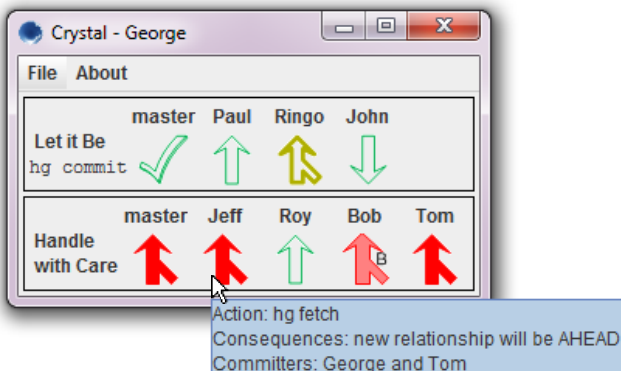 Crystal - George
File About
master Paul Ringo John
Let it Be
hg commit
master Jeff Roy Bob Tom
Handle
with Care
B
Action: hg fetch
Consequences: new relationship will be AHEAD
Committers: George and Tom